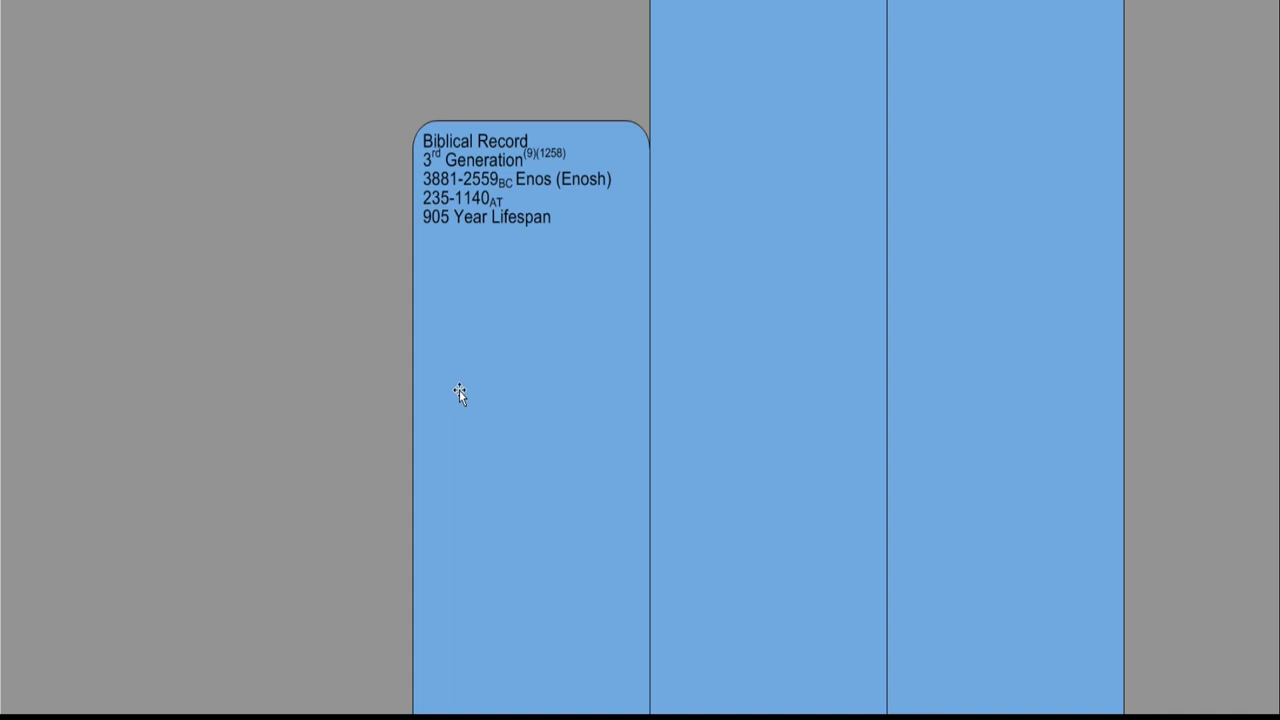 Biblical Record
3rd Generation(9)(1258)
3881-2559BC Enos (Enosh)
235-1140AT
905 Year Lifespan